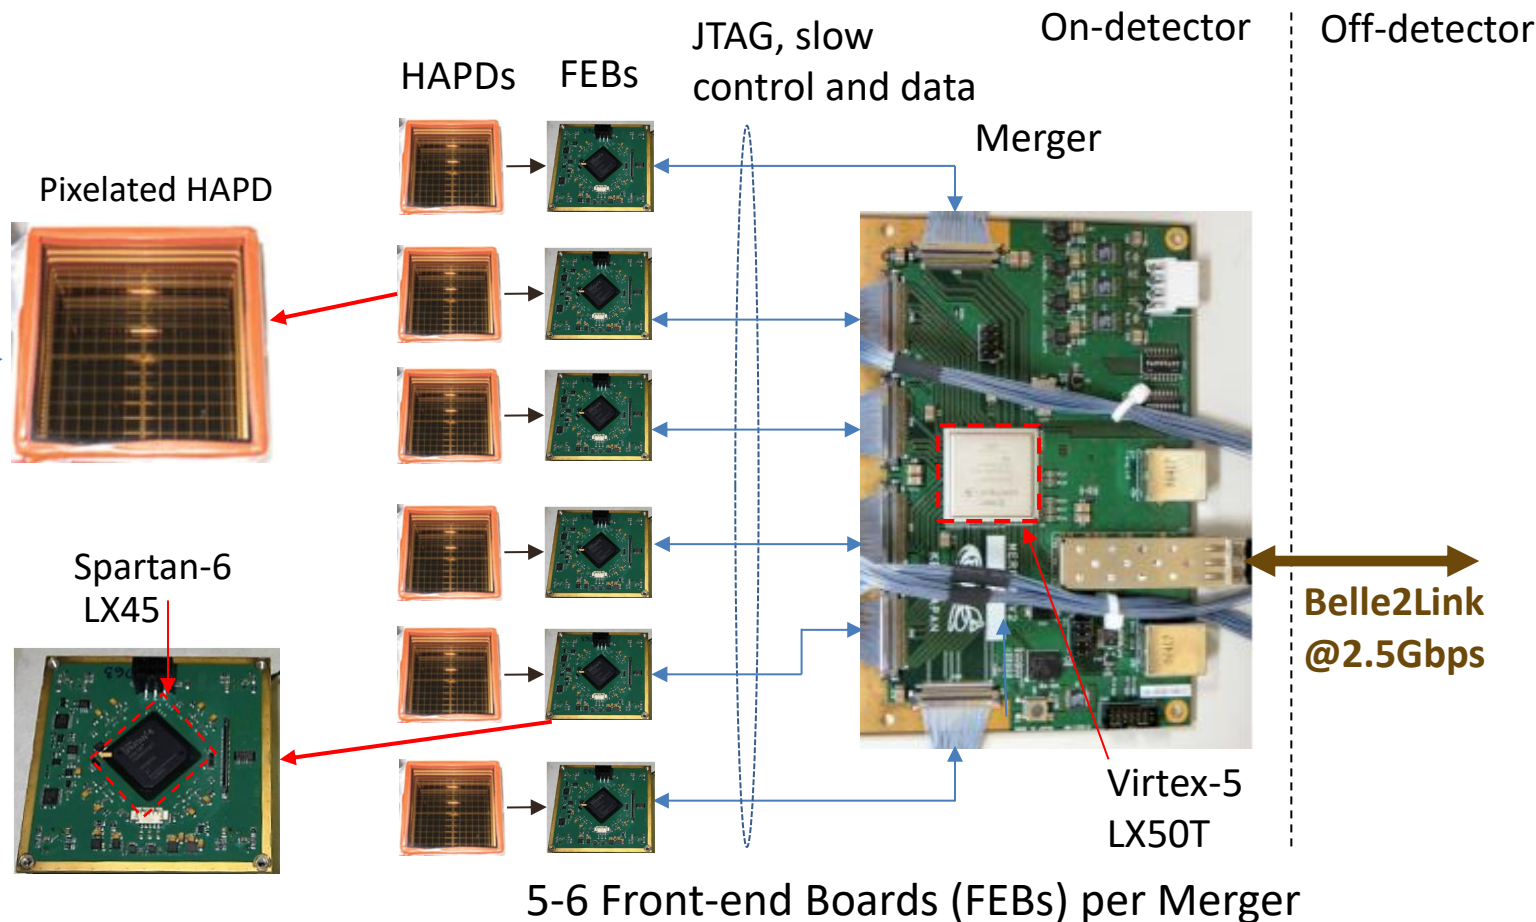 JTAG, slow
control and data
On-detector
Off-detector
HAPDs
FEBs
Merger
Pixelated HAPD
Spartan-6
LX45
Belle2Link
@2.5Gbps
Virtex-5
LX50T
5-6 Front-end Boards (FEBs) per Merger